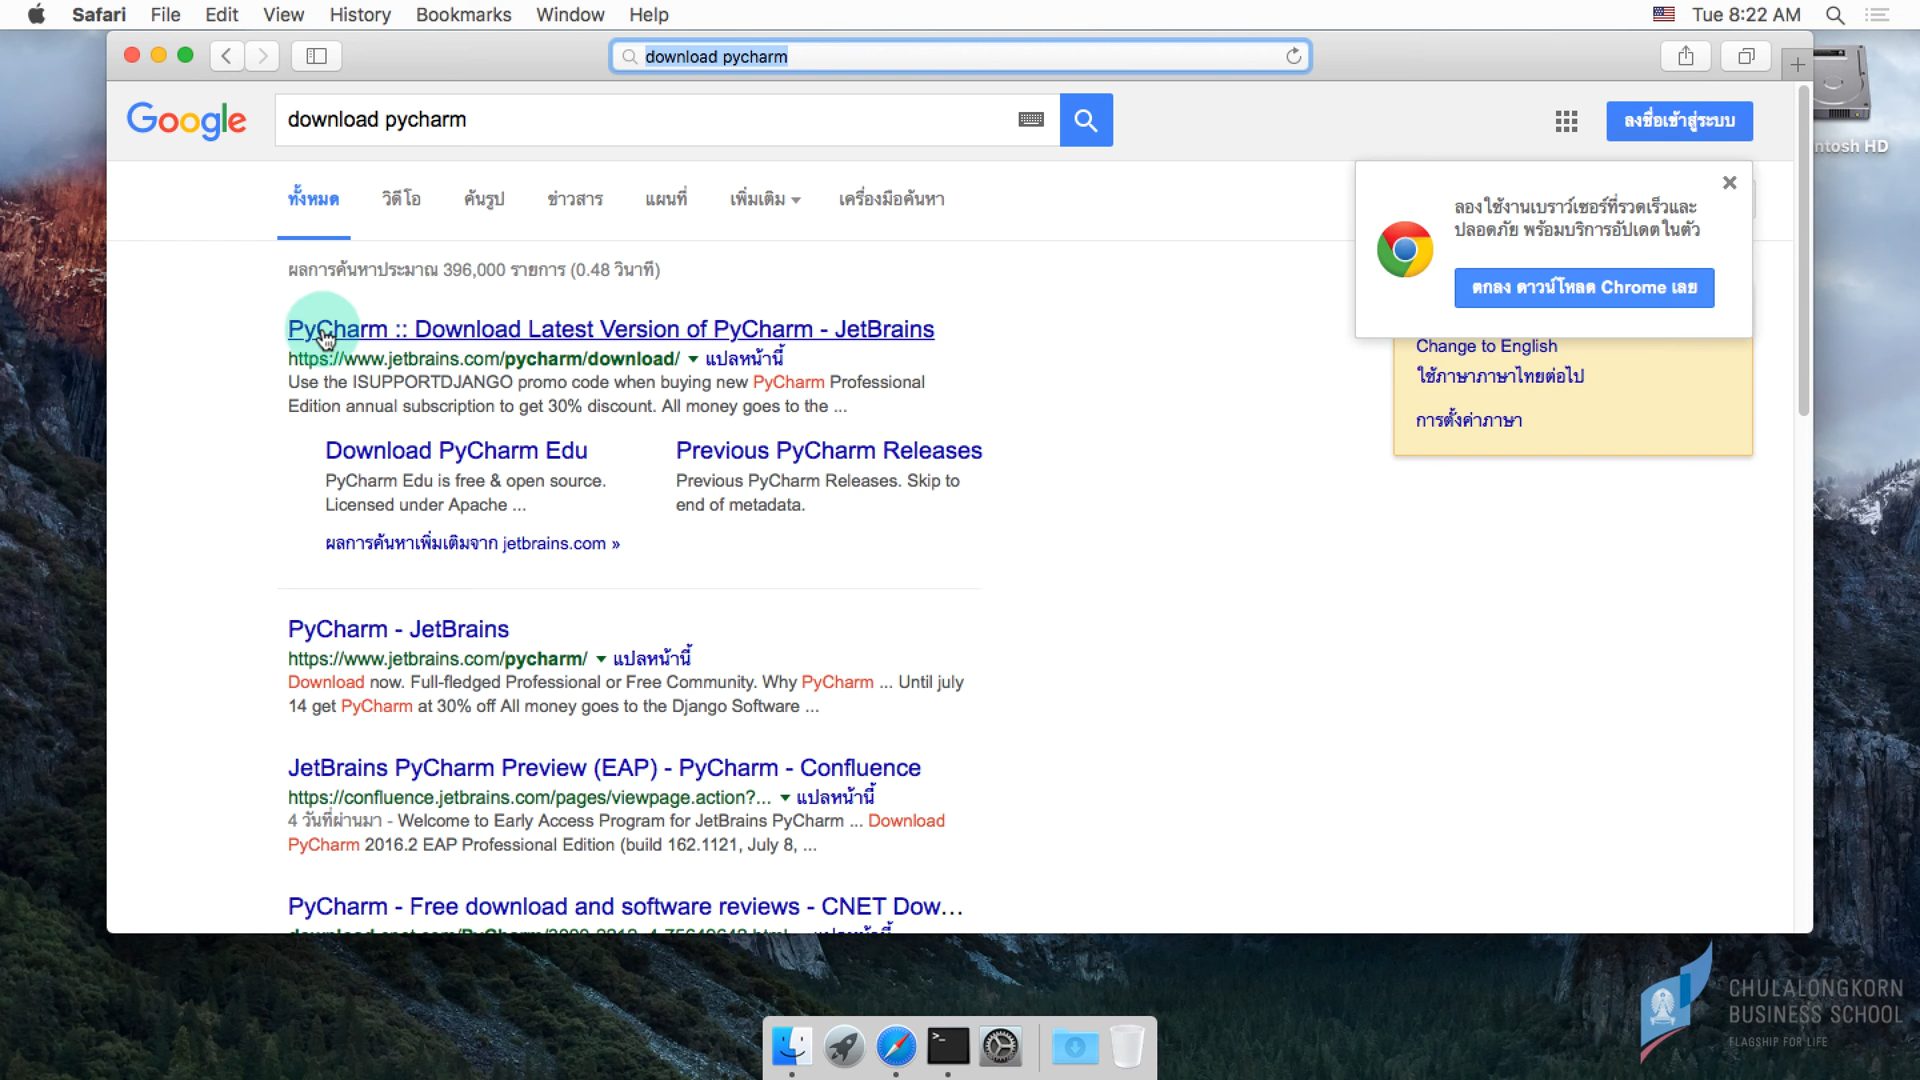 Safari File Edit View History Bookmarks Window Help Tue 8:22 AM
download pycharm
Google download pycharm ลงชื่อเข้าสู่ระบบ
ntosh HD
ทั้งหมด วิดีโอ ค้นรูป ข่าวสาร แผนที่ เพิ่มเติม เครื่องมือค้นหา
ลองใช้งานเบราว์เซอร์ที่รวดเร็วและ
ปลอดภัย พร้อมบริการอัปเดตในตัว
ตกลง ดาวน์โหลด Chrome เลย
ผลการค้นหาประมาณ 396,000 รายการ (0.48 วินาที)
PyCharm :: Download Latest Version of PyCharm - JetBrains
https://www.jetbrains.com/pycharm/download/ แปลหน้านี้
Use the ISUPPORTDJANGO promo code when buying new PyCharm Professional
Edition annual subscription to get 30% discount. All money goes to the ...
Change to English
ใช้ภาษาภาษาไทยต่อไป
การตั้งค่าภาษา
Download PyCharm Edu
PyCharm Edu is free & open source.
Licensed under Apache ...
Previous PyCharm Releases
Previous PyCharm Releases. Skip to
end of metadata.
ผลการค้นหาเพิ่มเติมจาก jetbrains.com »
PyCharm - JetBrains
https://www.jetbrains.com/pycharm/ แปลหน้านี้
Download now. Full-fledged Professional or Free Community. Why PyCharm ... Until july
14 get PyCharm at 30% off All money goes to the Django Software ...
JetBrains PyCharm Preview (EAP) - PyCharm - Confluence
https://confluence.jetbrains.com/pages/viewpage.action?... แปลหน้านี้
4 วันที่ผ่านมา - Welcome to Early Access Program for JetBrains PyCharm ... Download
PyCharm 2016.2 EAP Professional Edition (build 162.1121, July 8, ...
PyCharm - Free download and software reviews - CNET Dow...
CHULALONGKORN
BUSINESS SCHOOL
FLAGSHIP FOR LIFE